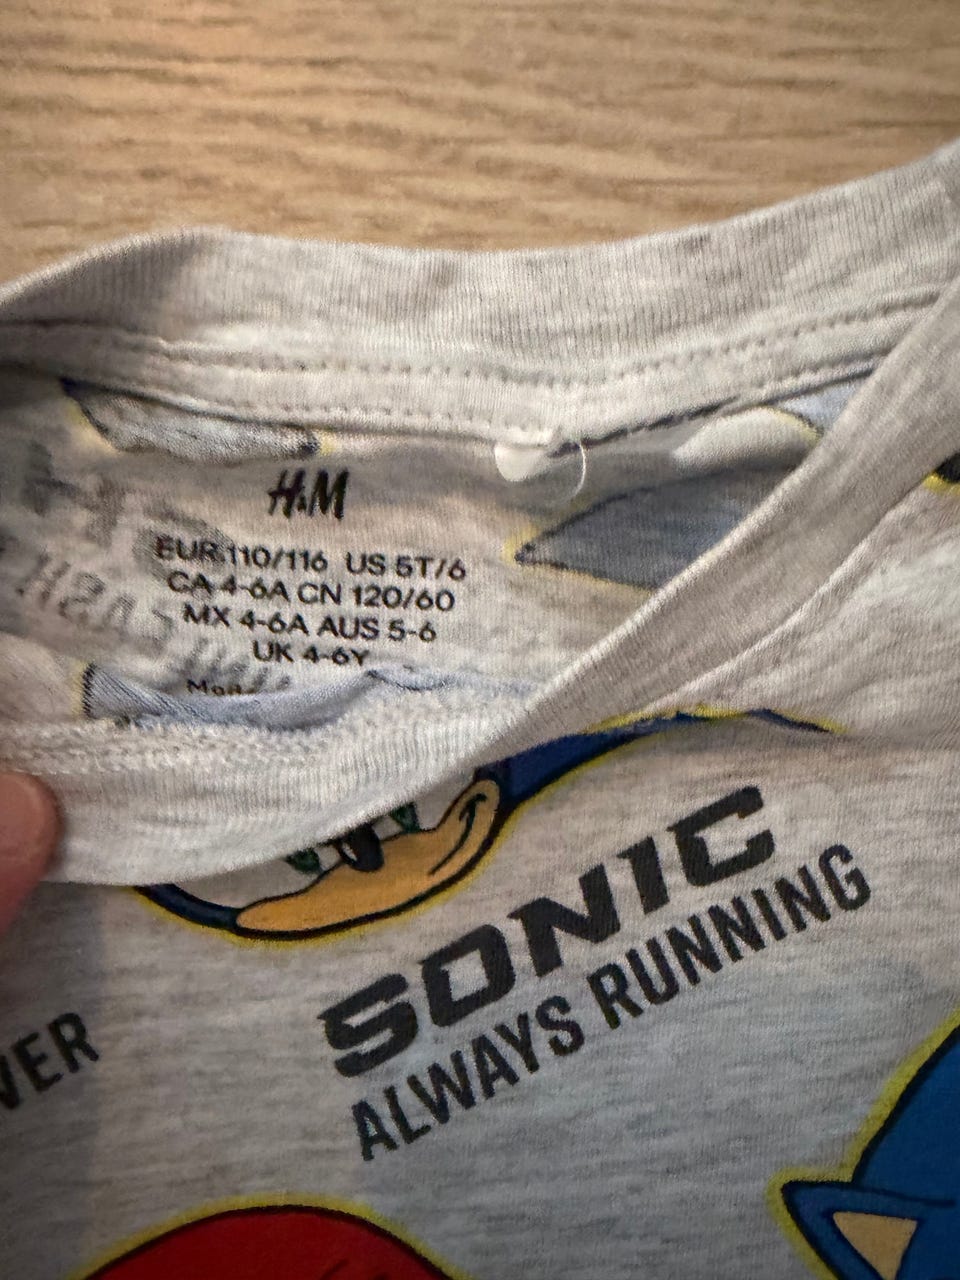 H&M
EUR 110/116 US 5T/6
CA 4-6A CN 120/60
MX 4-6A AUS 5-6
UK 4-6Y
SONIC
ALWAYS RUNNING